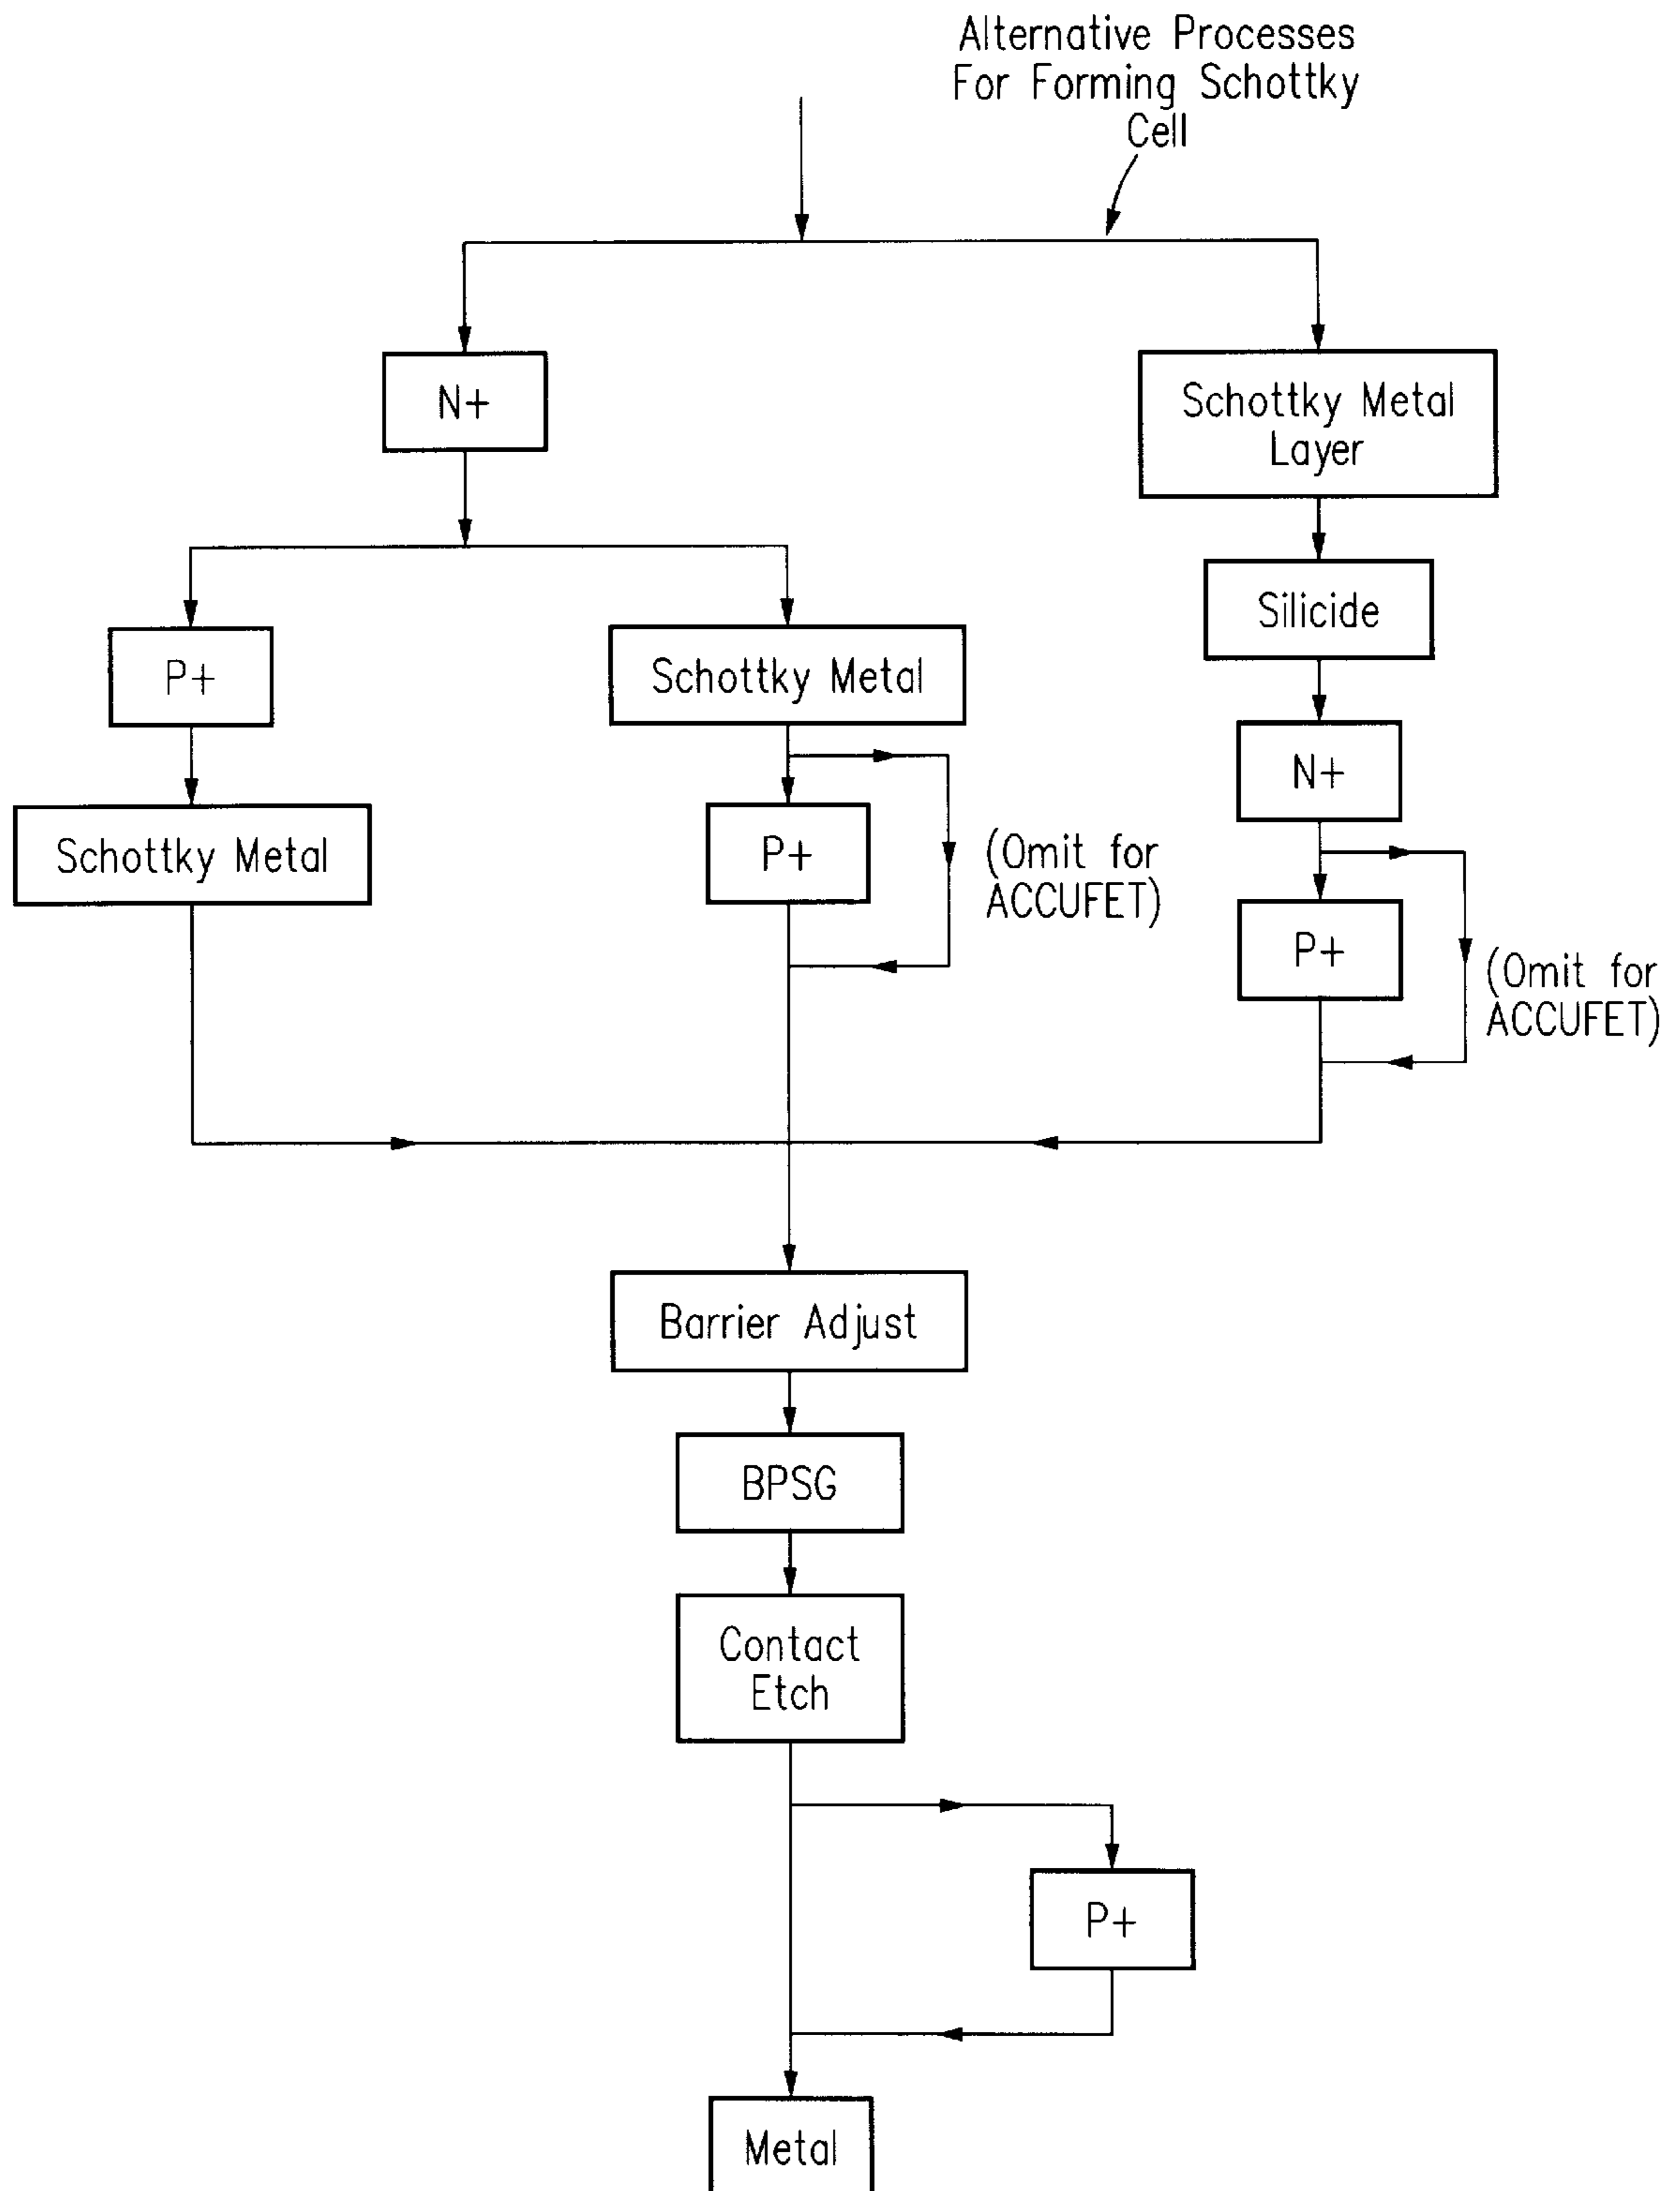 Alternative Processes
For Forming Schottky
Cell
N+
Schottky Metal
Layer
Silicide
P+
Schottky Metal
N+
Schottky Metal
P+
(Omit for
ACCUFET)
P+
(Omit for
ACCUFET)
Barrier Adjust
BPSG
Contact
Etch
P+
Metal